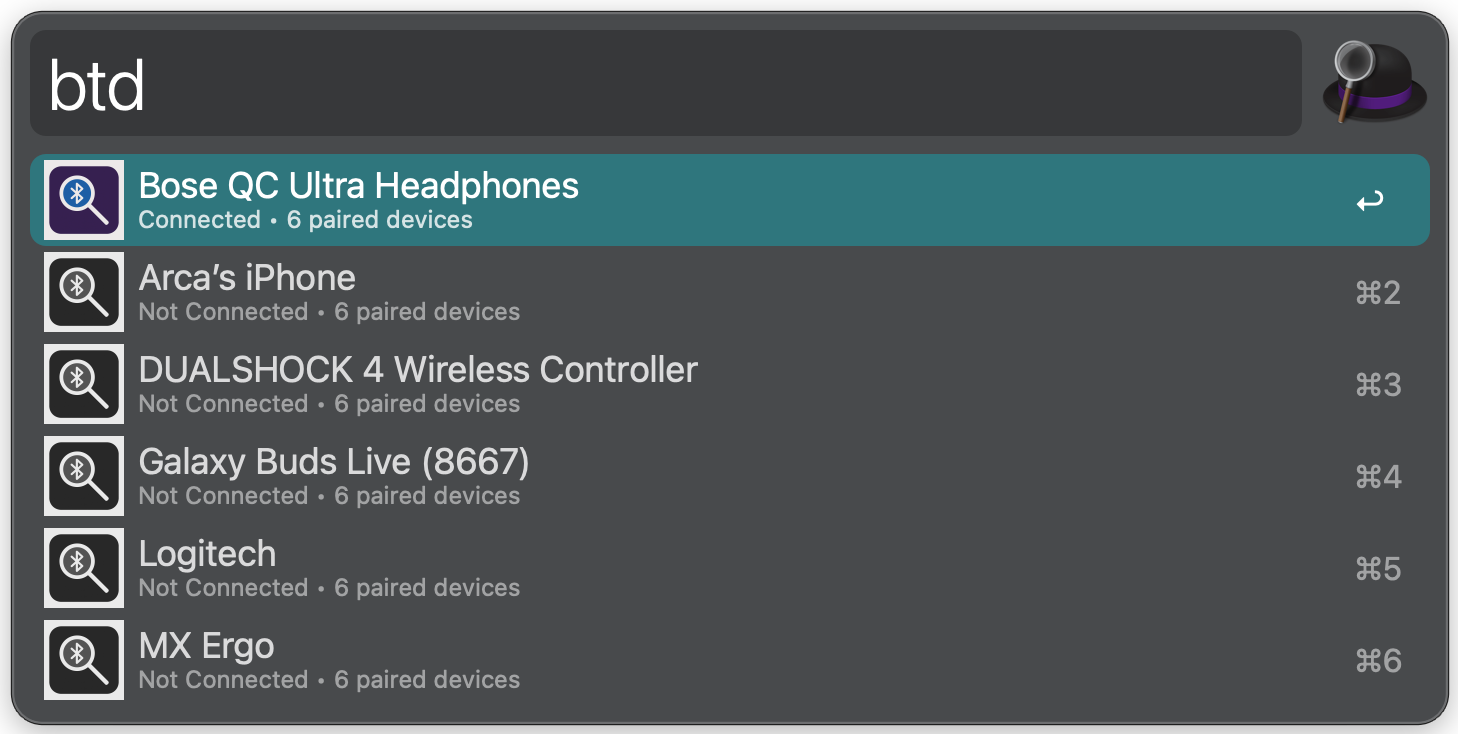 btd
Bose QC Ultra Headphones
Connected • 6 paired devices
Arca’s iPhone
Not Connected • 6 paired devices
⌘2
DUALSHOCK 4 Wireless Controller
Not Connected • 6 paired devices
⌘3
Galaxy Buds Live (8667)
Not Connected • 6 paired devices
⌘4
Logitech
Not Connected • 6 paired devices
⌘5
MX Ergo
Not Connected • 6 paired devices
⌘6